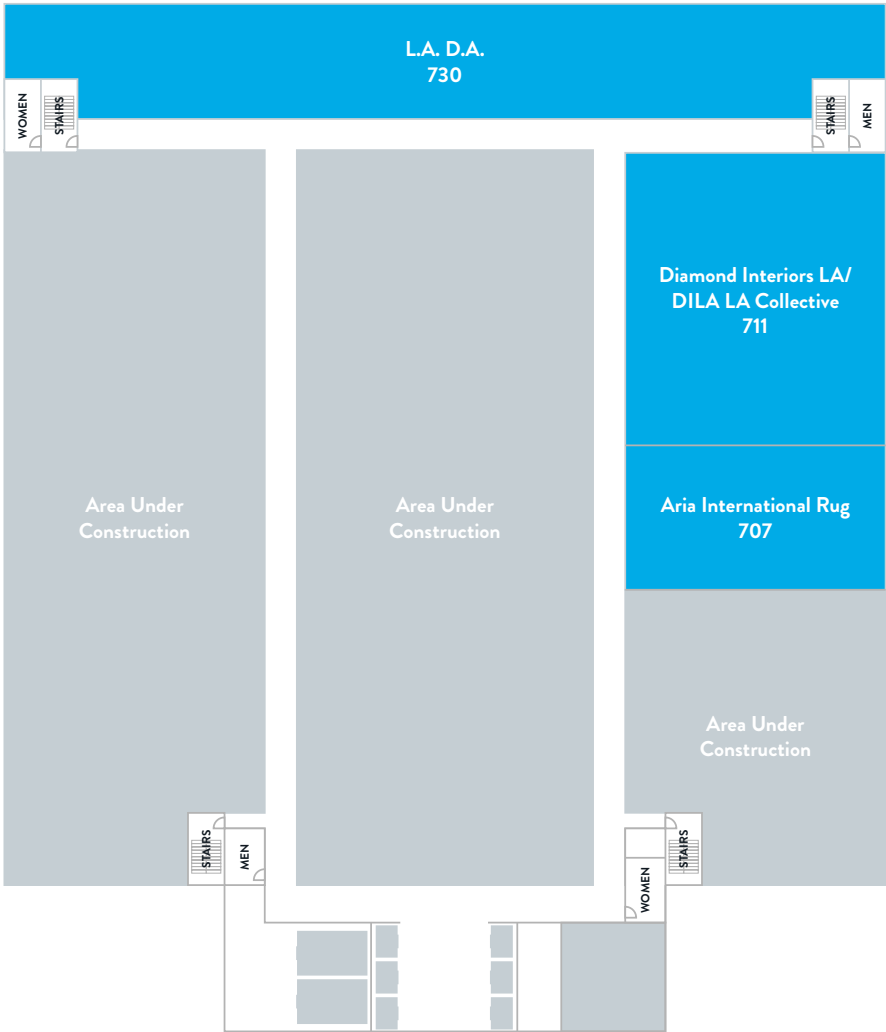 L.A. D.A.
730
WOMEN
STAIRS
STAIRS
MEN
Diamond Interiors LA/
DILA LA Collective
711
Area Under
Construction
Area Under
Construction
Aria International Rug
707
Area Under
Construction
STAIRS
MEN
WOMEN
STAIRS